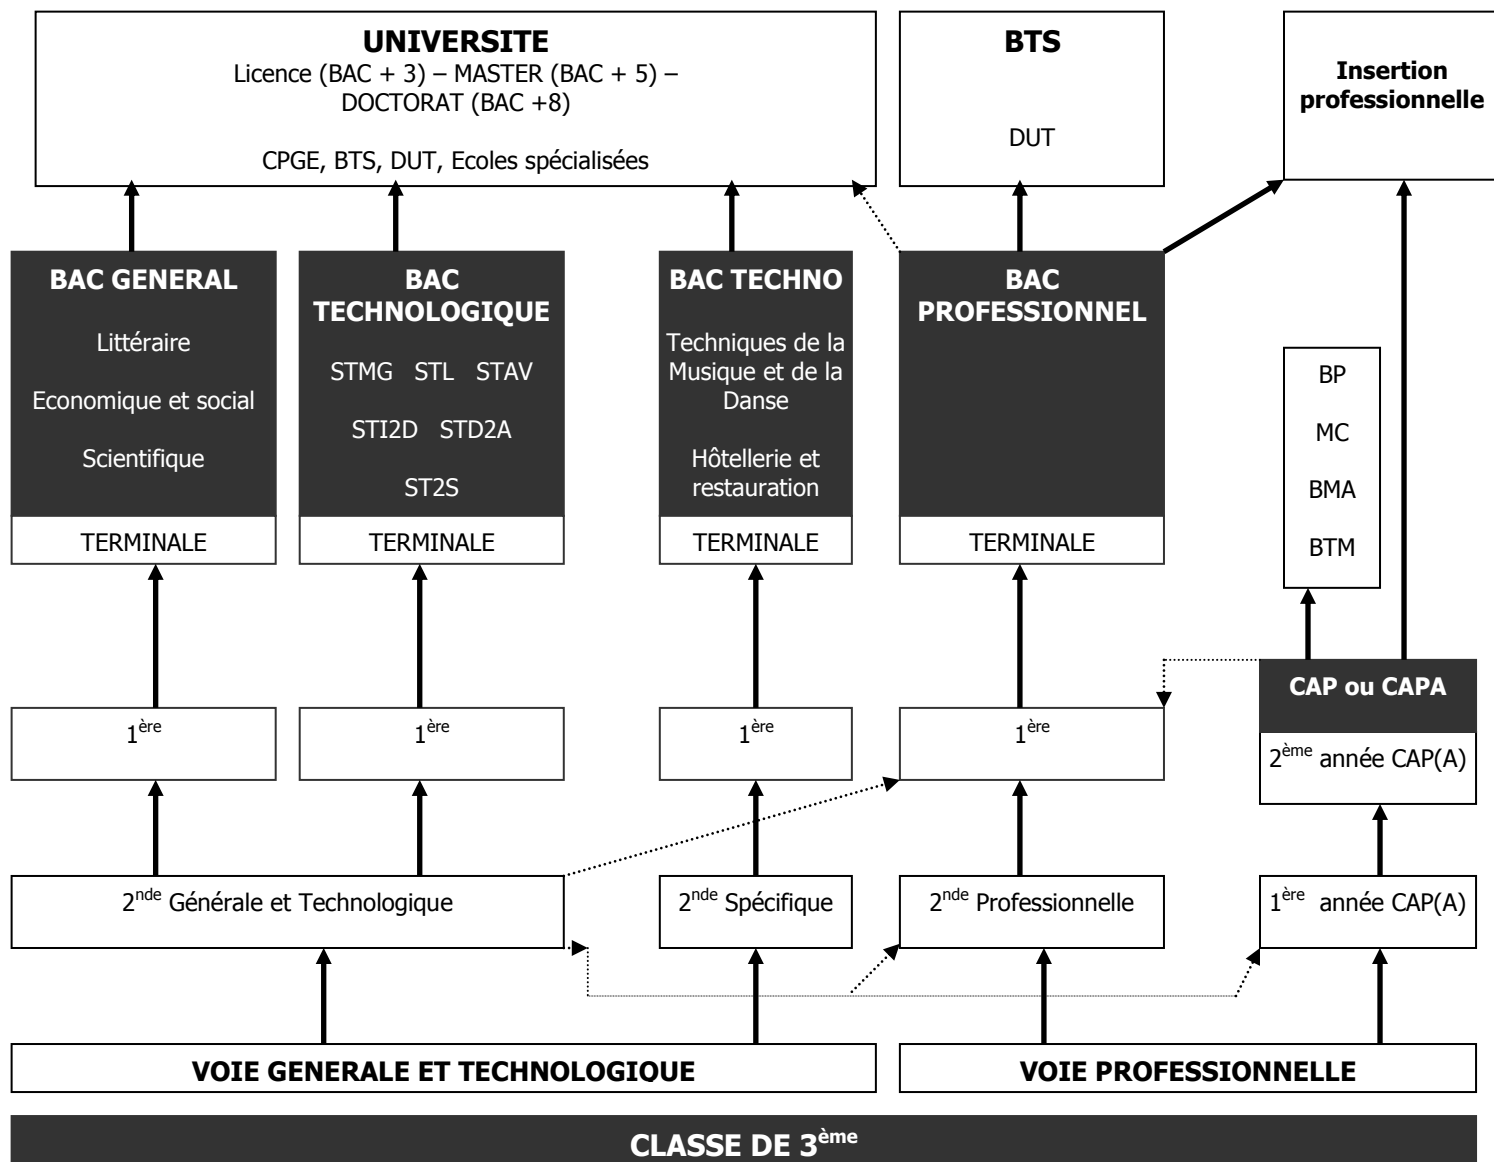 UNIVERSITE
Licence (BAC + 3) – MASTER (BAC + 5) –
DOCTORAT (BAC +8)
CPGE, BTS, DUT, Ecoles spécialisées
BTS
DUT
Insertion
professionnelle
BAC GENERAL
Littéraire
Economique et social
Scientifique
TERMINALE
BAC
TECHNOLOGIQUE
STMG STL STAV
STI2D STD2A
ST2S
TERMINALE
BAC TECHNO
Techniques de la
Musique et de la
Danse
Hôtellerie et
restauration
TERMINALE
BAC
PROFESSIONNEL
TERMINALE
BP
MC
BMA
BTM
CAP ou CAPA
2ème année CAP(A)
1ère
1ère
1ère
1ère
2nde Générale et Technologique
2nde Spécifique
2nde Professionnelle
1ère année CAP(A)
VOIE GENERALE ET TECHNOLOGIQUE
VOIE PROFESSIONNELLE
CLASSE DE 3ème